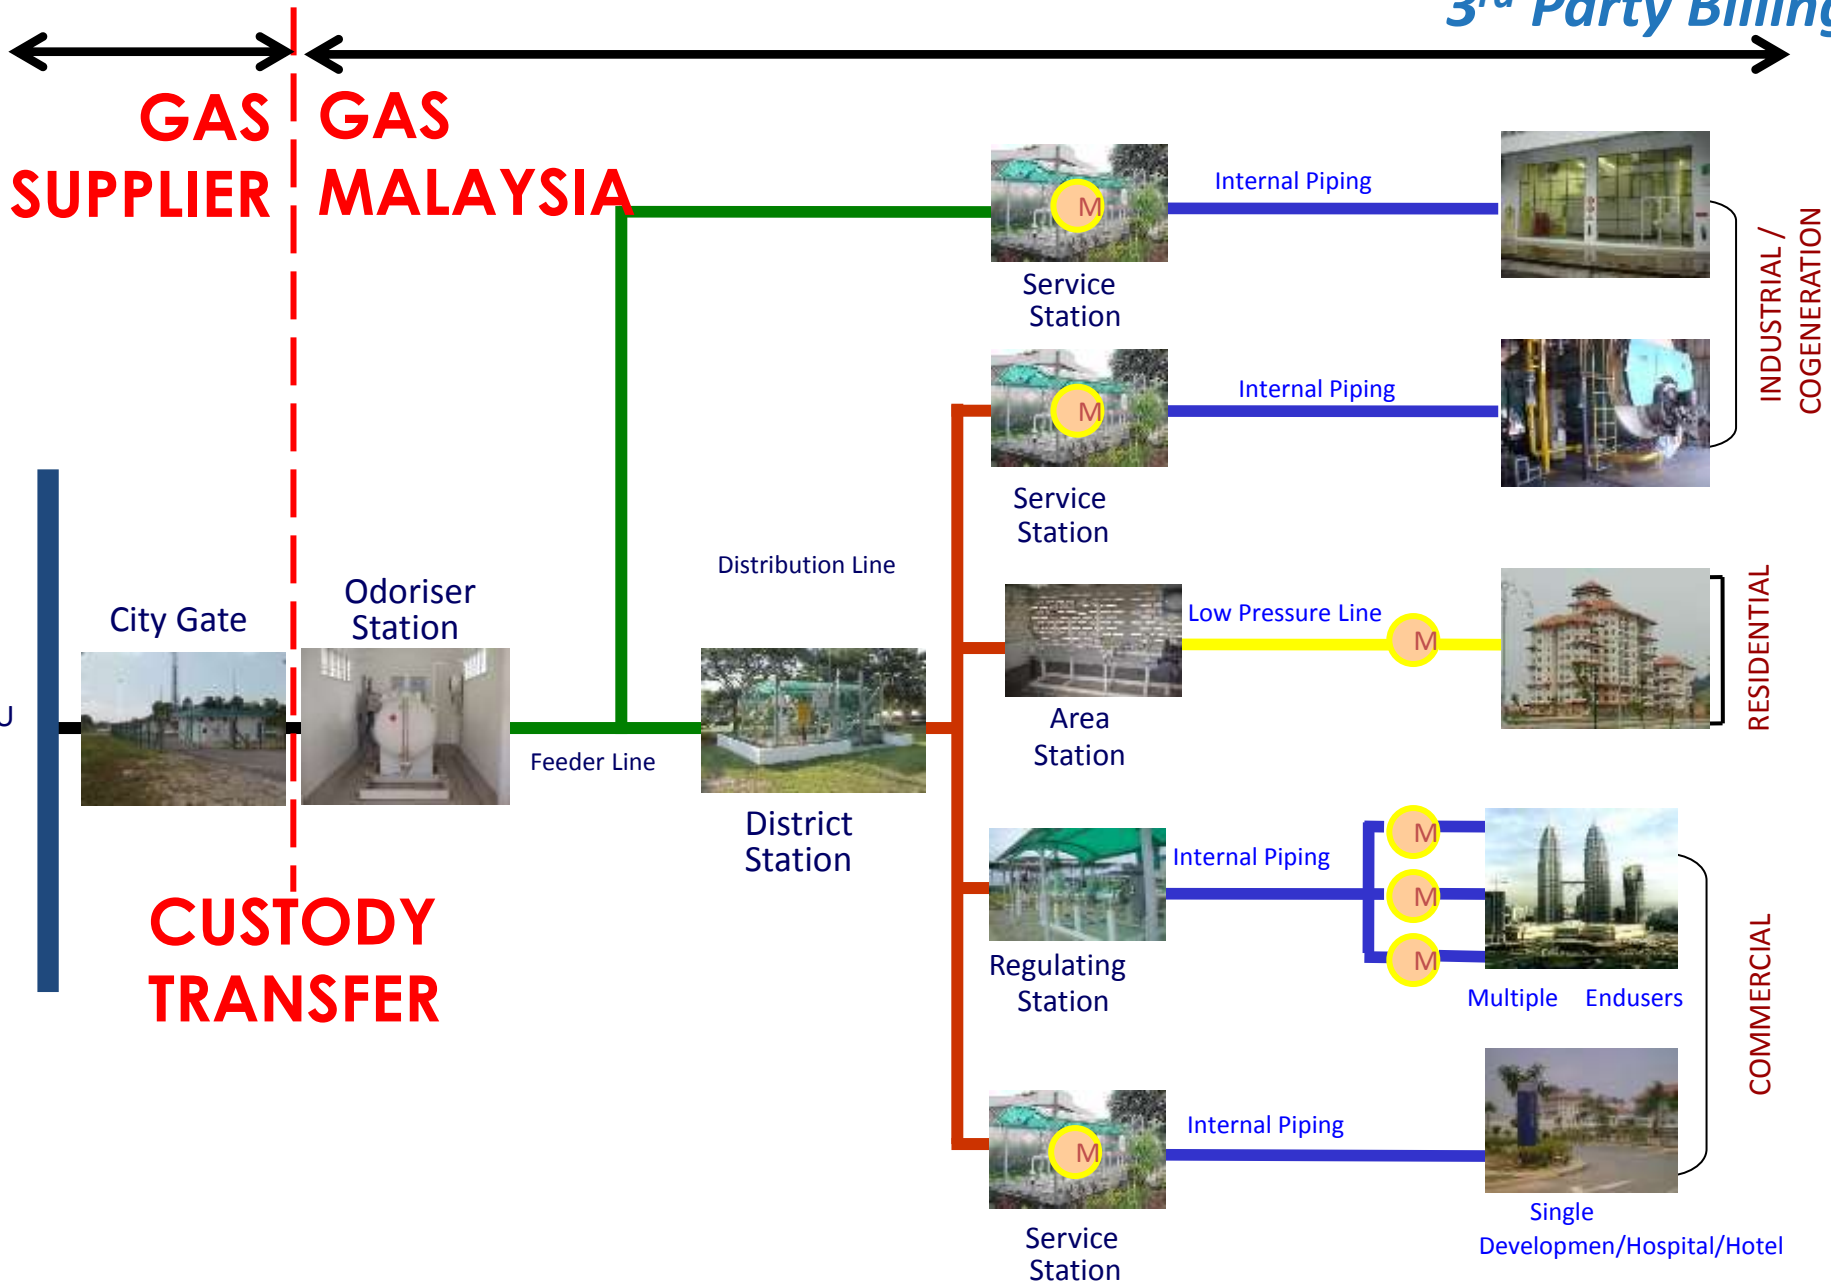 3rd Party Billing
GAS
SUPPLIER
GAS
MALAYSIA
M
Service
Station
Internal Piping
INDUSTRIAL /
COGENERATION
M
Service
Station
Internal Piping
Distribution Line
City Gate
Odoriser
Station
Feeder Line
District
Station
Area
Station
Low Pressure Line
M
RESIDENTIAL
Regulating
Station
Internal Piping
M
M
M
Multiple Endusers
COMMERCIAL
CUSTODY
TRANSFER
M
Service
Station
Internal Piping
Single
Developmen/Hospital/Hotel